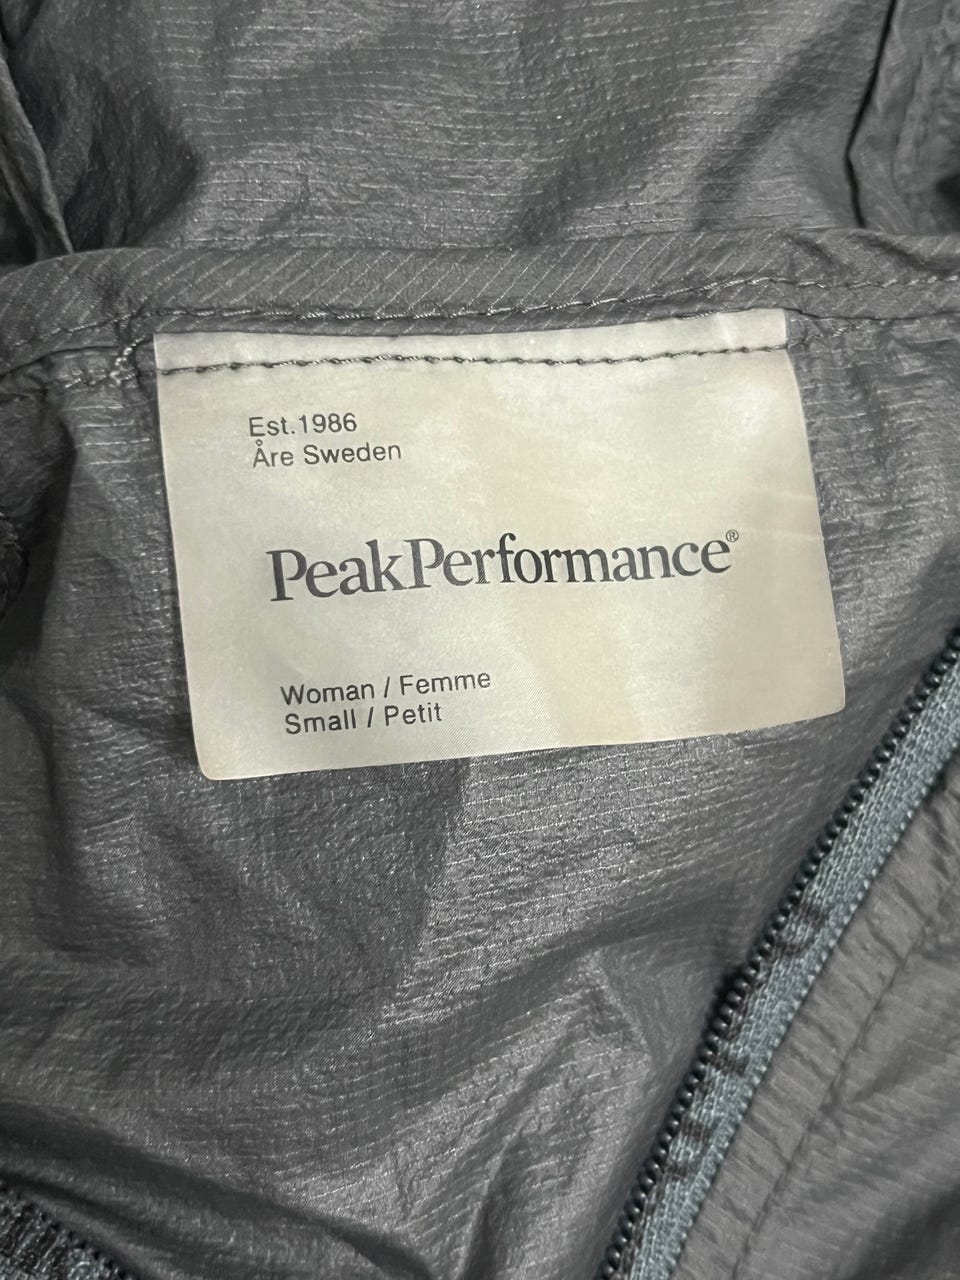 Est.1986
Åre Sweden
PeakPerformance®
Woman / Femme
Small / Petit